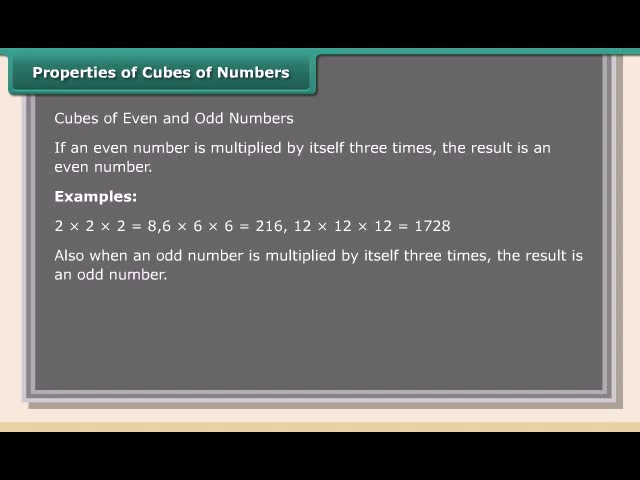 Properties of Cubes of Numbers
Cubes of Even and Odd Numbers
If an even number is multiplied by itself three times, the result is an
even number.
Examples:
2 × 2 × 2 = 8,6 × 6 × 6 = 216, 12 × 12 × 12 = 1728
Also when an odd number is multiplied by itself three times, the result is
an odd number.